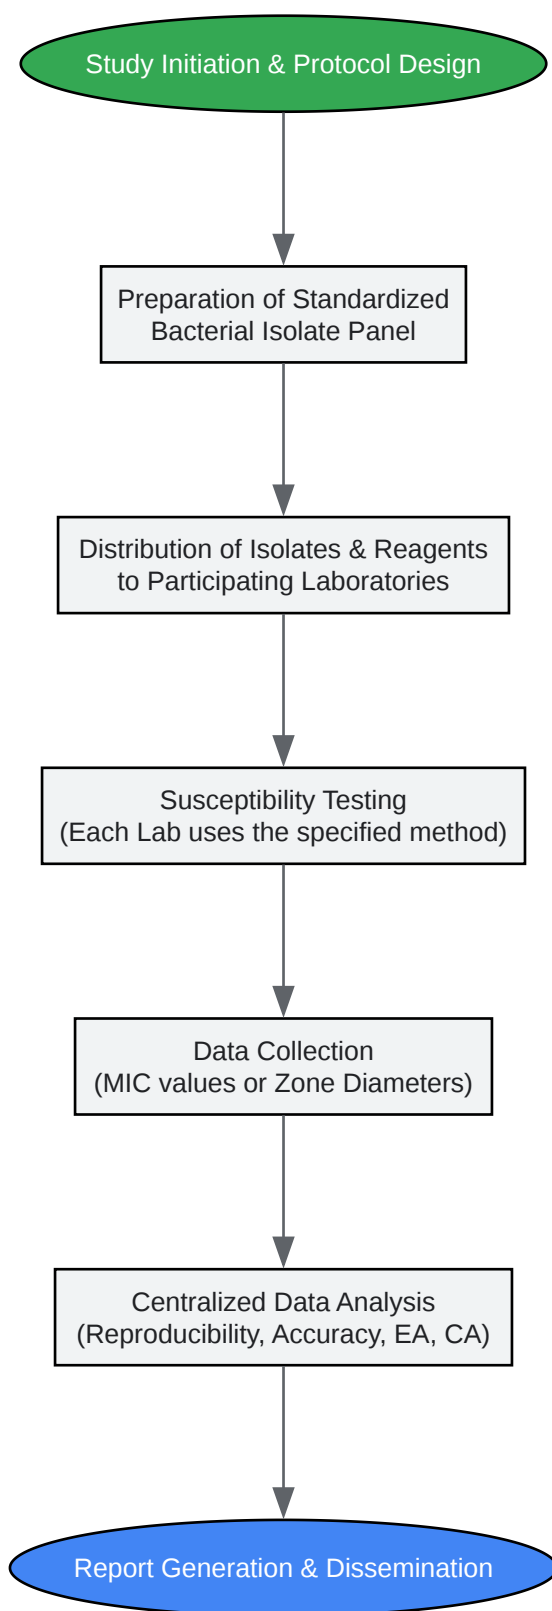 Study Initiation & Protocol Design
Preparation of Standardized
Bacterial Isolate Panel
Distribution of Isolates & Reagents
to Participating Laboratories
Susceptibility Testing
(Each Lab uses the specified method)
Data Collection
(MIC values or Zone Diameters)
Centralized Data Analysis
(Reproducibility, Accuracy, EA, CA)
Report Generation & Dissemination